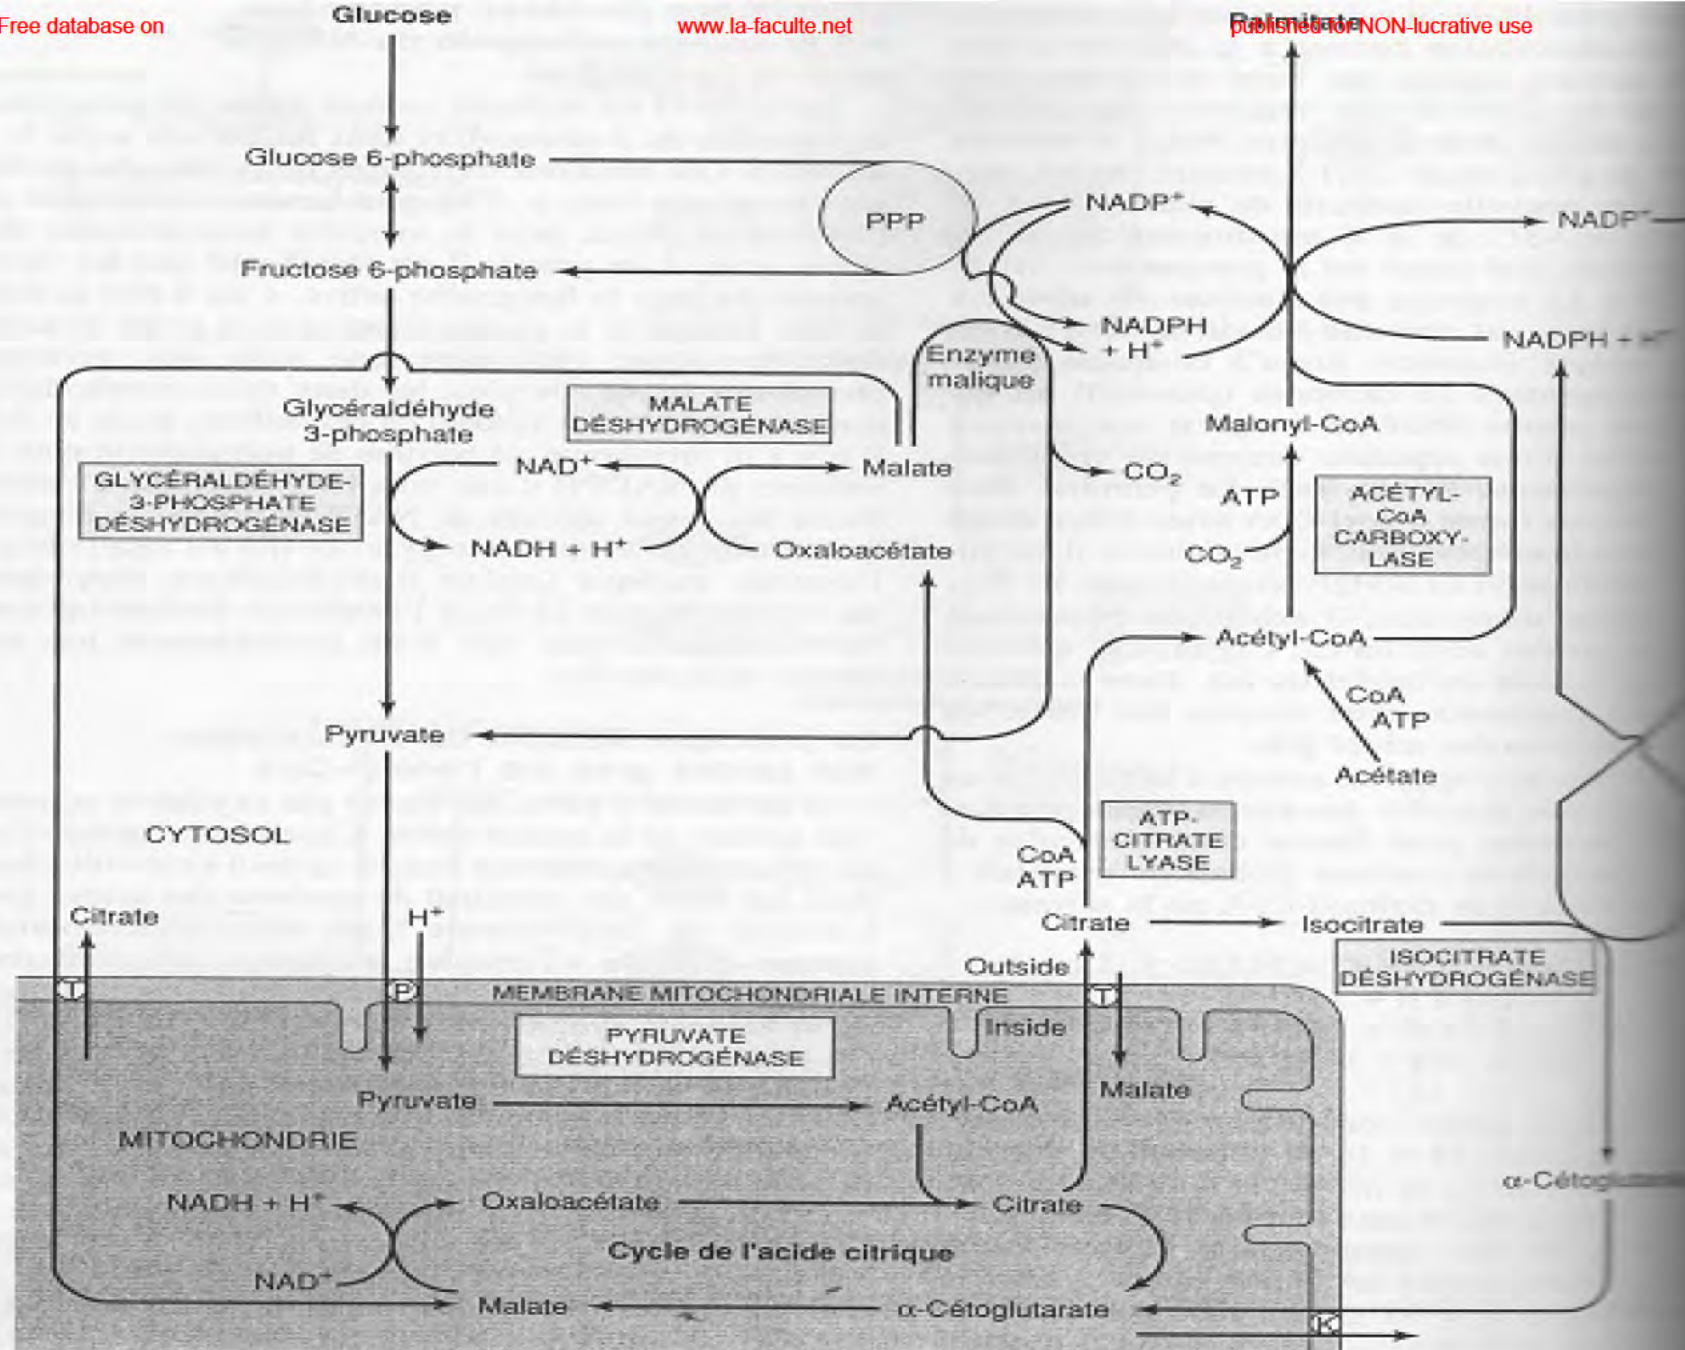 Glucose
Free database on
www.la-faculte.net
Palmitate
published for NON-lucrative use
Glucose 6-phosphate
PPP
NADP⁺
NADP⁺
Fructose 6-phosphate
NADPH
+ H⁺
NADPH + H⁺
Enzyme
malique
Glycéraldéhyde
3-phosphate
MALATE
DÉSHYDROGÉNASE
Malonyl-CoA
GLYCÉRALDÉHYDE-
3-PHOSPHATE
DÉSHYDROGÉNASE
NAD⁺
Malate
CO₂
ATP
CO₂
ACÉTYL-
CoA
CARBOXY-
LASE
NADH + H⁺
Oxaloacétate
Acétyl-CoA
CoA
ATP
Acétate
Pyruvate
CYTOSOL
CoA
ATP
ATP-
CITRATE
LYASE
Citrate
H⁺
Citrate
Isocitrate
Outside
ISOCITRATE
DÉSHYDROGÉNASE
T
P
MEMBRANE MITOCHONDRIALE INTERNE
T
Inside
PYRUVATE
DÉSHYDROGÉNASE
Pyruvate
Acétyl-CoA
Malate
MITOCHONDRIE
NADH + H⁺
Oxaloacétate
Citrate
α-Cétoglutarate
Cycle de l'acide citrique
NAD⁺
Malate
α-Cétoglutarate
K